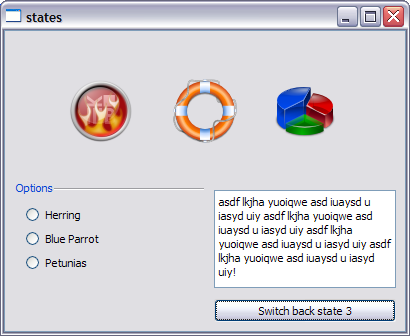 states
Options
Herring
Blue Parrot
Petunias
asdf lkjha yuoiqwe asd iuaysd u
iasyd uiy asdf lkjha yuoiqwe asd
iuaysd u iasyd uiy asdf lkjha
yuoiqwe asd iuaysd u iasyd uiy asdf
lkjha yuoiqwe asd iuaysd u iasyd
uiy!
Switch back state 3